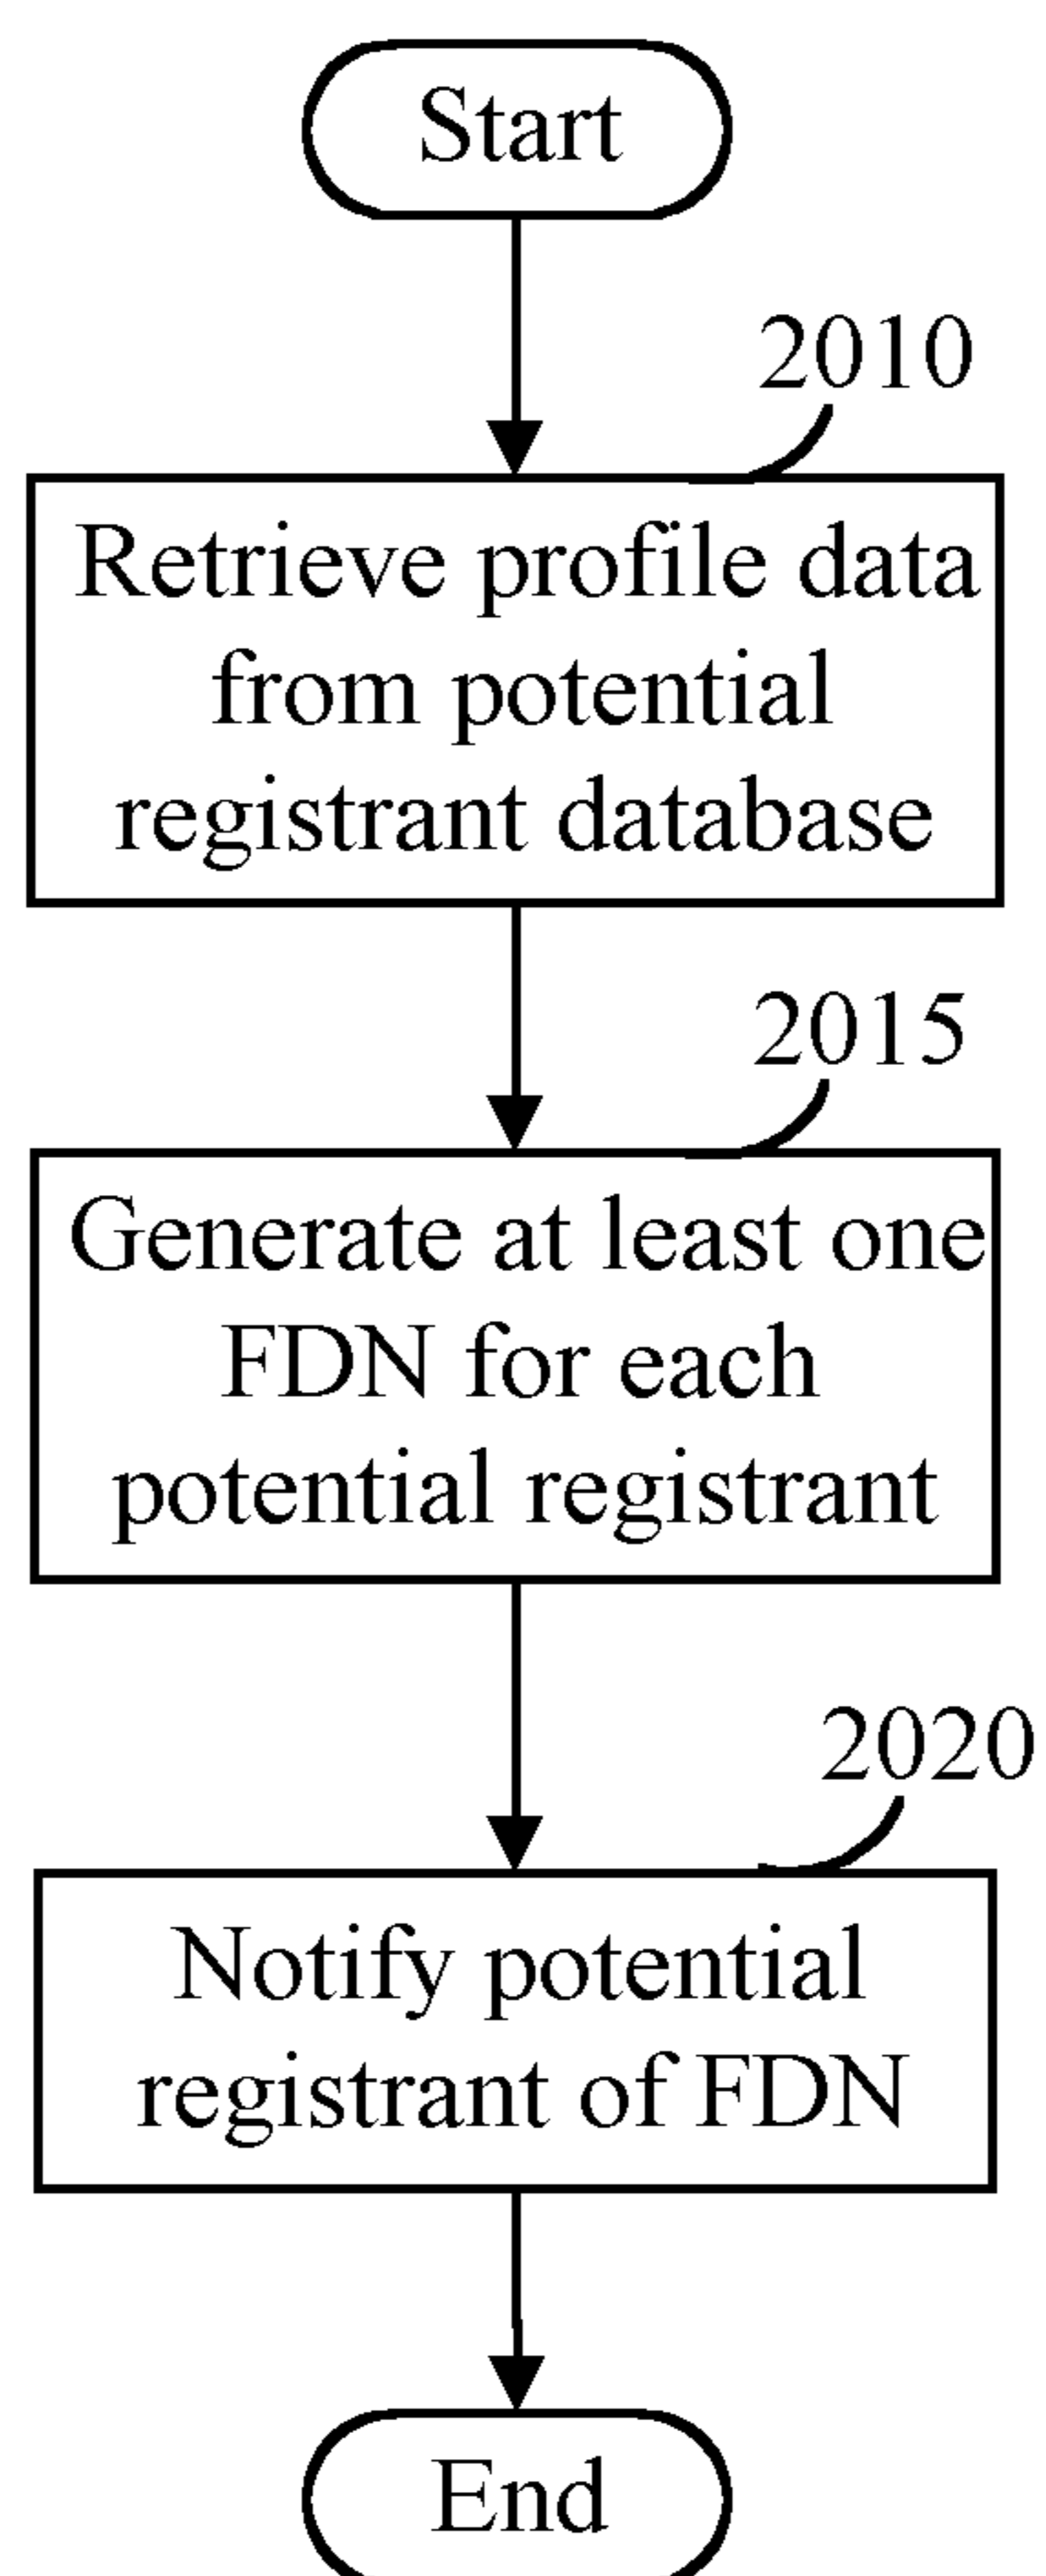 Start
2010
Retrieve profile data
from potential
registrant database
2015
Generate at least one
FDN for each
potential registrant
2020
Notify potential
registrant of FDN
End